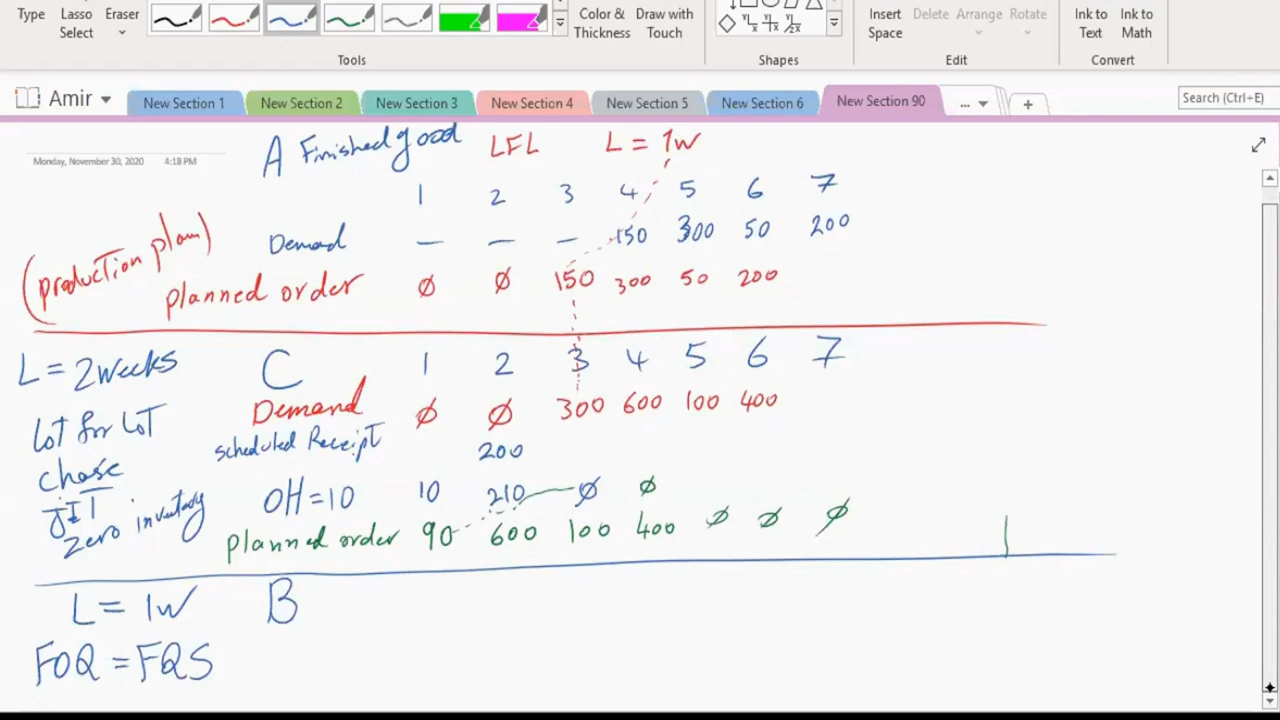 Type Lasso Select Eraser Color & Thickness Draw with Touch Insert Space Delete Arrange Rotate Ink to Text Ink to Math
Tools Shapes Edit Convert
Amir New Section 1 New Section 2 New Section 3 New Section 4 New Section 5 New Section 6 New Section 90 ... + Search (Ctrl+E)
Monday, November 30, 2020 4:18 PM
A Finished good LFL L = 1W
1 2 3 4 5 6 7
Demand — — — 150 300 50 200
(production plan)
planned order Ø Ø 150 300 50 200
L = 2 weeks C 1 2 3 4 5 6 7
Demand Ø Ø 300 600 100 400
Lot for Lot
scheduled Receipt 200
chase
OH = 10 10 210 Ø Ø
JIT
Zero inventory
planned order 90 600 100 400 Ø Ø Ø
L = 1W B
FOQ = FQS